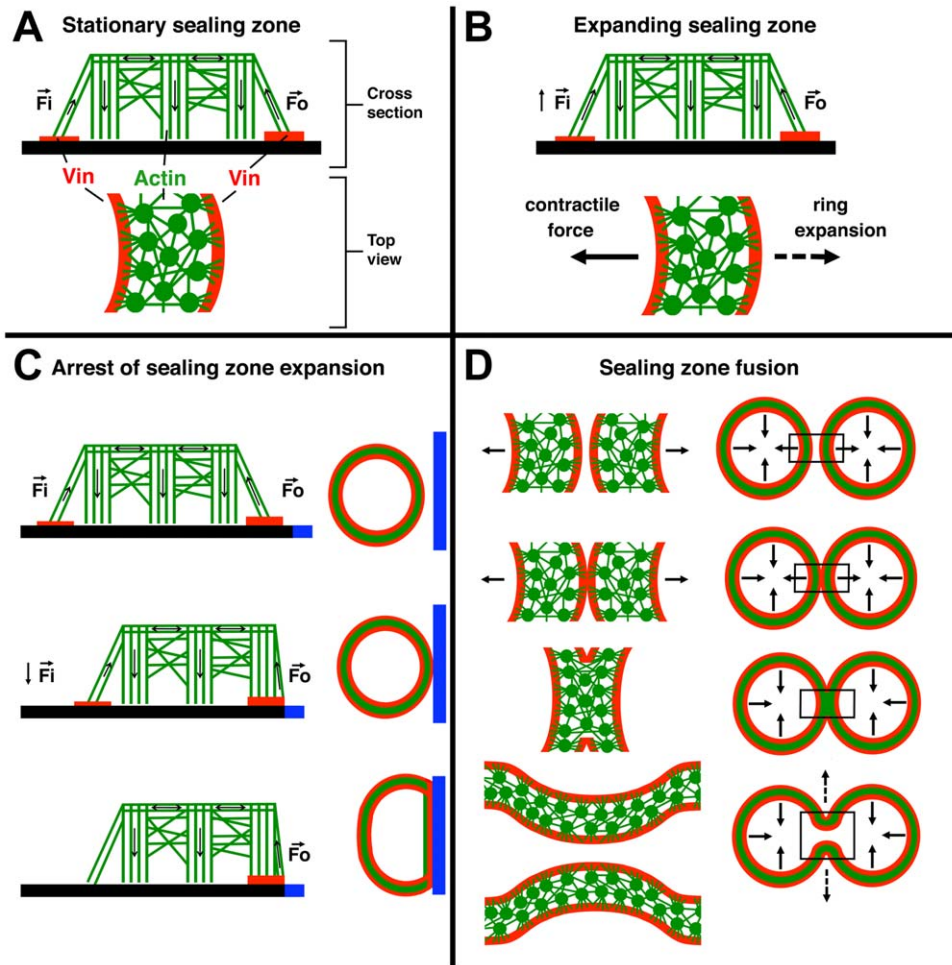 A Stationary sealing zone
→Fi →Fo
Cross
section
Vin Actin Vin
Top
view
B Expanding sealing zone
↑ →Fi →Fo
contractile
force
ring
expansion
C Arrest of sealing zone expansion
→Fi →Fo
↓ →Fi →Fo
→Fo
D Sealing zone fusion